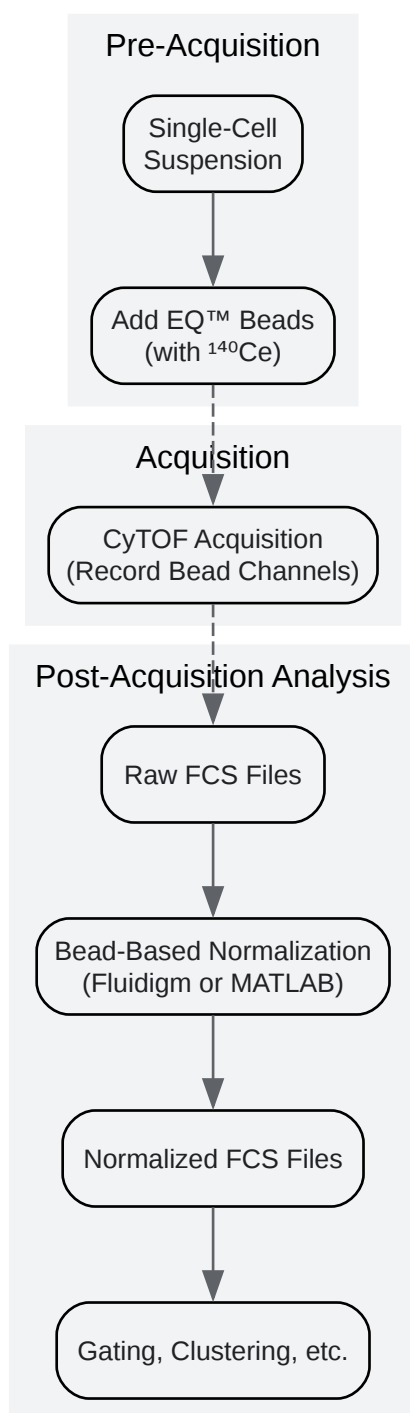 Pre-Acquisition
Single-Cell
Suspension
Add EQ™ Beads
(with ¹⁴⁰Ce)
Acquisition
CyTOF Acquisition
(Record Bead Channels)
Post-Acquisition Analysis
Raw FCS Files
Bead-Based Normalization
(Fluidigm or MATLAB)
Normalized FCS Files
Gating, Clustering, etc.